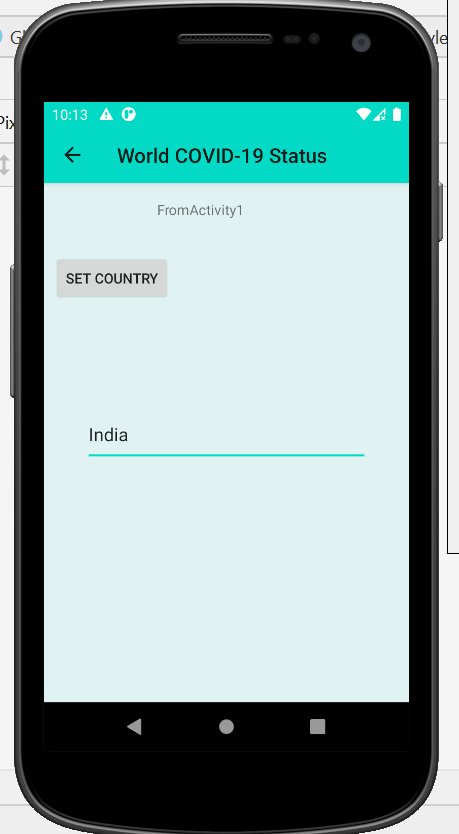 10:13
World COVID-19 Status
FromActivity1
SET COUNTRY
India